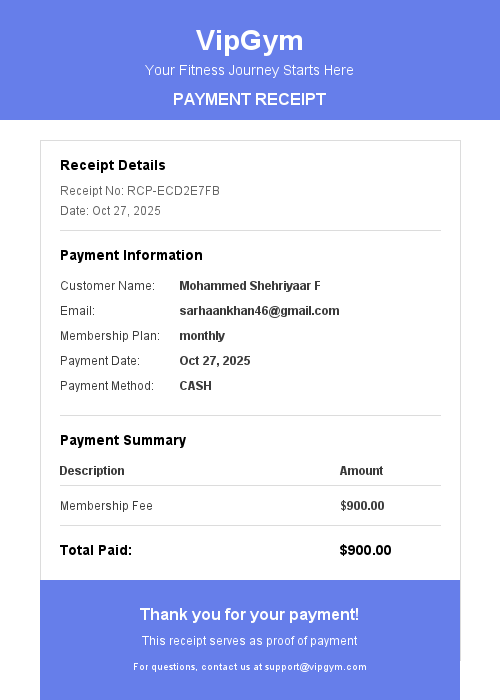 VipGym
Your Fitness Journey Starts Here
PAYMENT RECEIPT
Receipt Details
Receipt No: RCP-ECD2E7FB
Date: Oct 27, 2025
Payment Information
Customer Name: Mohammed Shehriyaar F
Email: sarhaankhan46@gmail.com
Membership Plan: monthly
Payment Date: Oct 27, 2025
Payment Method: CASH
Payment Summary
Description Amount
Membership Fee $900.00
Total Paid: $900.00
Thank you for your payment!
This receipt serves as proof of payment
For questions, contact us at support@vipgym.com